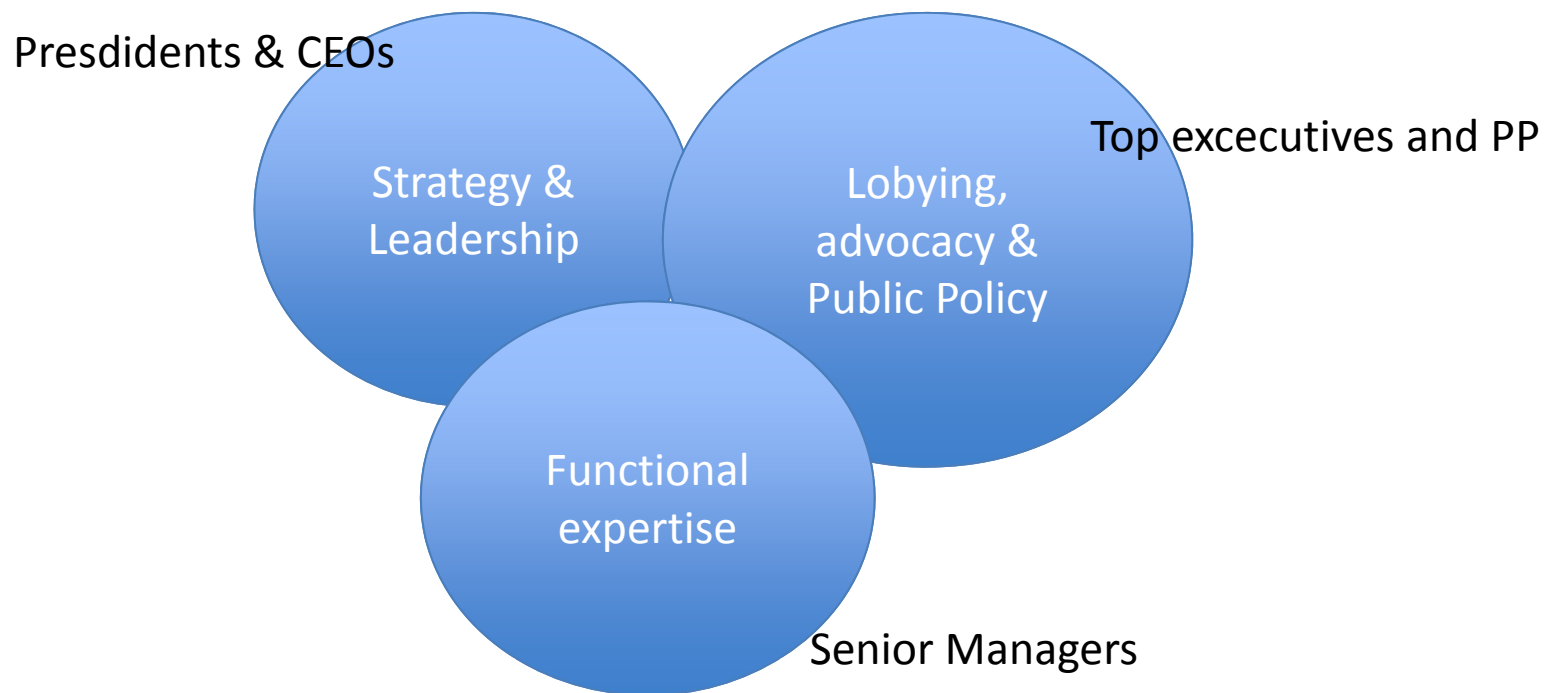 Presdidents & CEOs
Strategy &
Leadership
Top excecutives and PP
Lobying,
advocacy &
Public Policy
Functional
expertise
Senior Managers